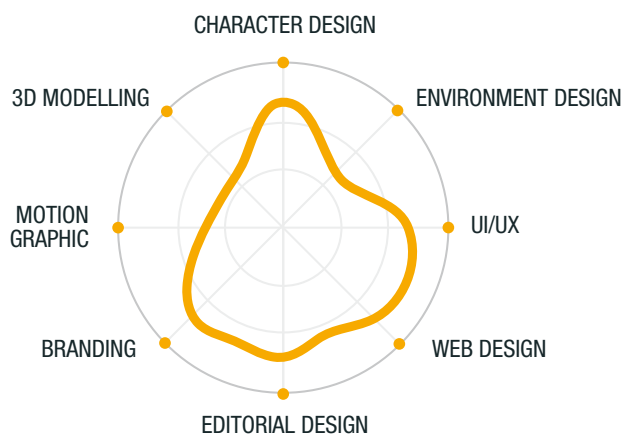 CHARACTER DESIGN
3D MODELLING
ENVIRONMENT DESIGN
MOTION
GRAPHIC
UI/UX
BRANDING
WEB DESIGN
EDITORIAL DESIGN